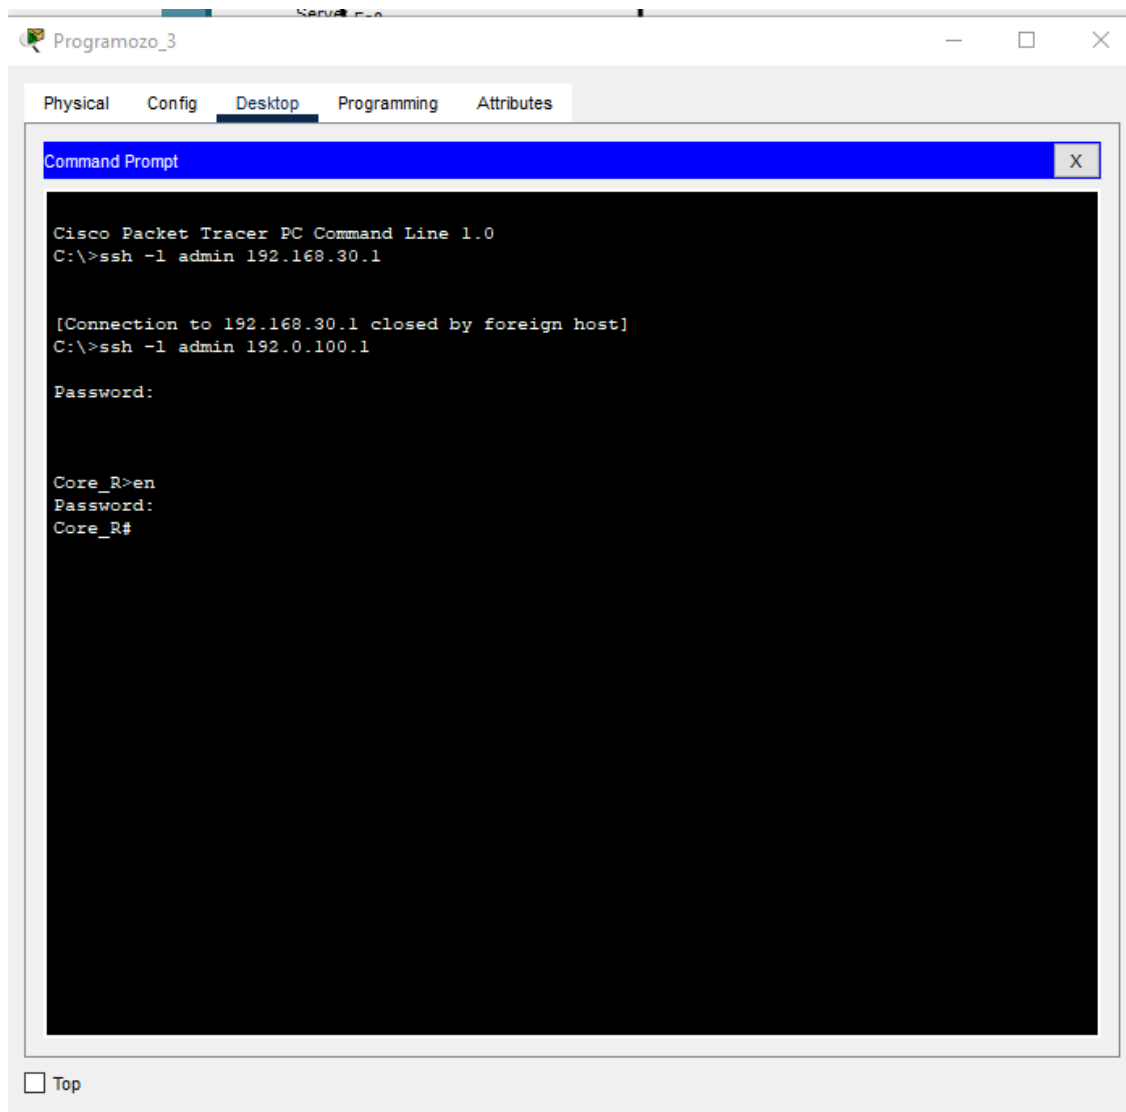 Programozo_3
Physical Config Desktop Programming Attributes
Command Prompt
X
Cisco Packet Tracer PC Command Line 1.0
C:\>ssh -l admin 192.168.30.1
[Connection to 192.168.30.1 closed by foreign host]
C:\>ssh -l admin 192.0.100.1
Password:
Core_R>en
Password:
Core_R#
Top